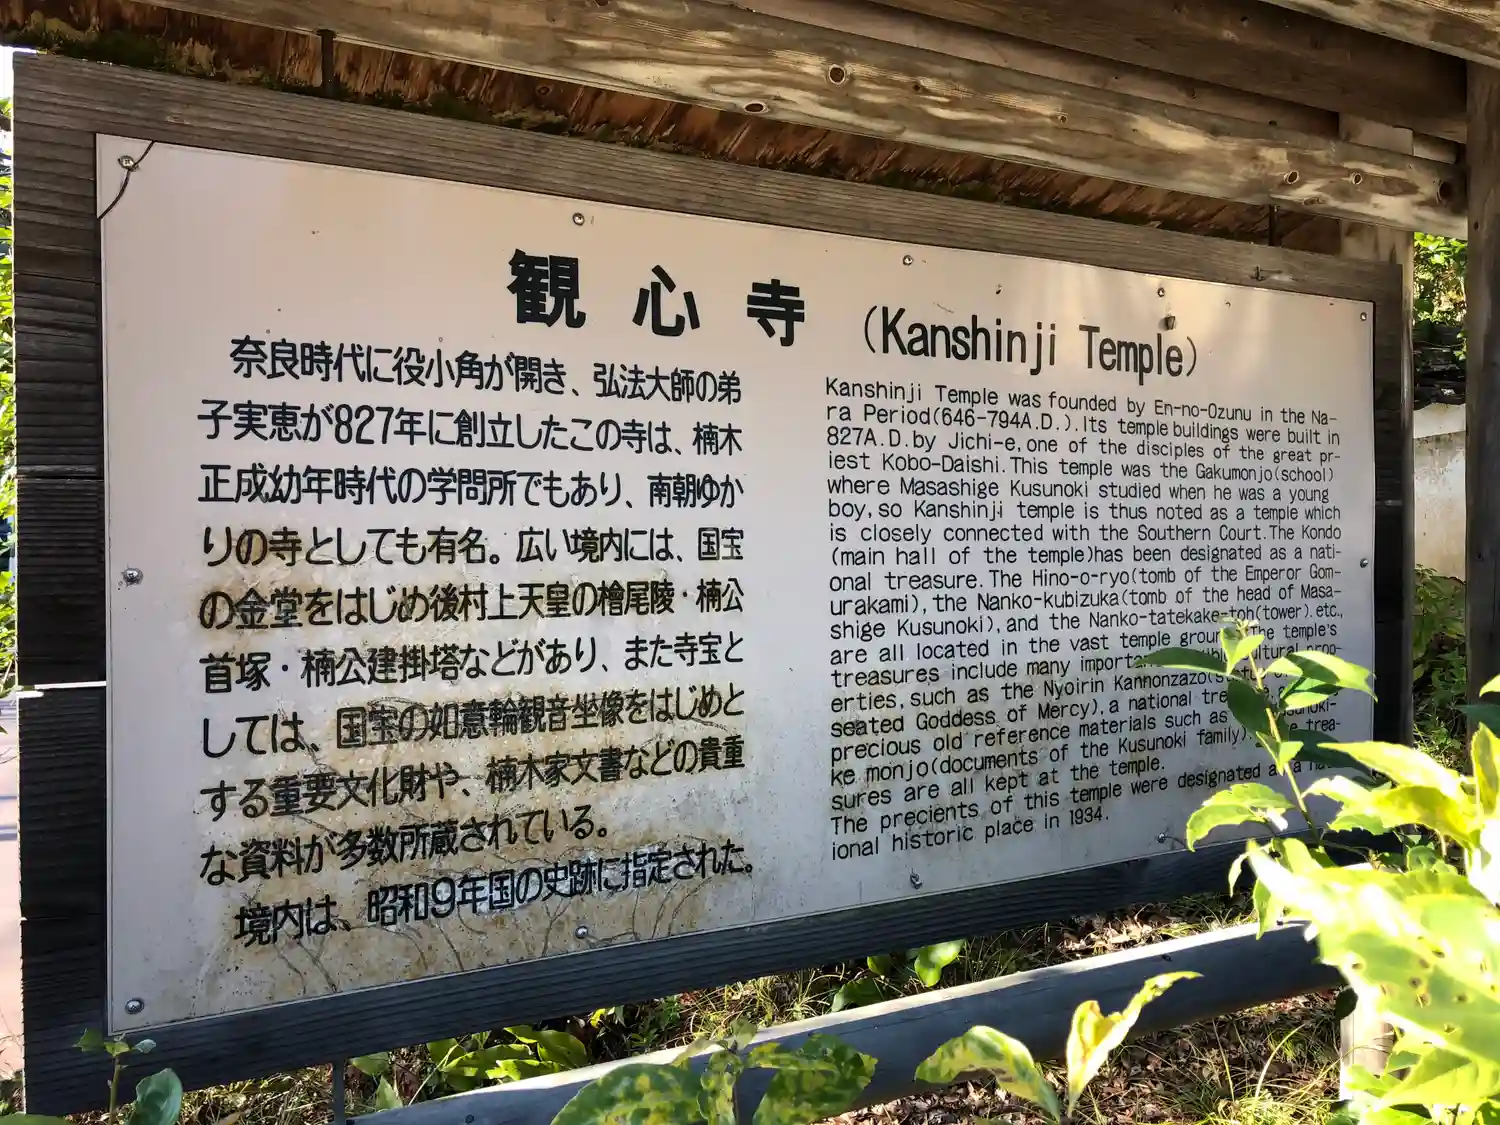 観心寺 (Kanshinji Temple)
奈良時代に役小角が開き、弘法大師の弟
子実恵が827年に創立したこの寺は、楠木
正成幼年時代の学問所でもあり、南朝ゆか
りの寺としても有名。広い境内には、国宝
の金堂をはじめ後村上天皇の檜尾陵・楠公
首塚・楠公建掛塔などがあり、また寺宝と
しては、国宝の如意輪観音坐像をはじめと
する重要文化財や、楠木家文書などの貴重
な資料が多数所蔵されている。
境内は、昭和9年国の史跡に指定された。
Kanshinji Temple was founded by En-no-Ozunu in the Na-
ra Period(646-794A.D.).Its temple buildings were built in
827A.D.by Jichi-e,one of the disciples of the great pr-
iest Kobo-Daishi.This temple was the Gakumonjo(school)
where Masashige Kusunoki studied when he was a young
boy,so Kanshinji temple is thus noted as a temple which
is closely connected with the Southern Court.The Kondo
(main hall of the temple)has been designated as a nati-
onal treasure.The Hino-o-ryo(tomb of the Emperor Gom-
urakami),the Nanko-kubizuka(tomb of the head of Masa-
shige Kusunoki),and the Nanko-tatekake-toh(tower).etc.,
are all located in the vast temple The temple's
treasures include many cultural prop-
erties,such as the Nyoirin Kannonzazo(
seated Goddess of Mercy),a national
precious old reference materials such as
ke monjo(documents of the Kusunoki family). trea-
sures are all kept at the temple.
The precients of this temple were designated as a nat-
ional historic place in 1934.